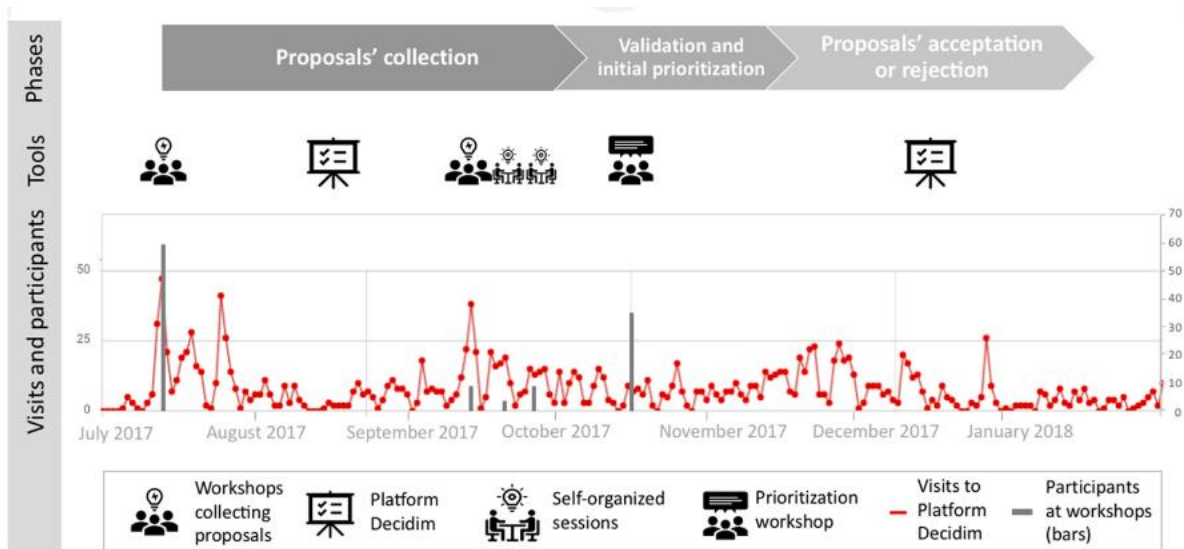 Phases
Proposals' collection
Validation and
initial prioritization
Proposals' acceptation
or rejection
Tools
Visits and participants
50
25
0
70
60
50
40
30
20
10
0
July 2017
August 2017
September 2017
October 2017
November 2017
December 2017
January 2018
Workshops
collecting
proposals
Platform
Decidim
Self-organized
sessions
Prioritization
workshop
Visits to
Platform
Decidim
Participants
at workshops
(bars)